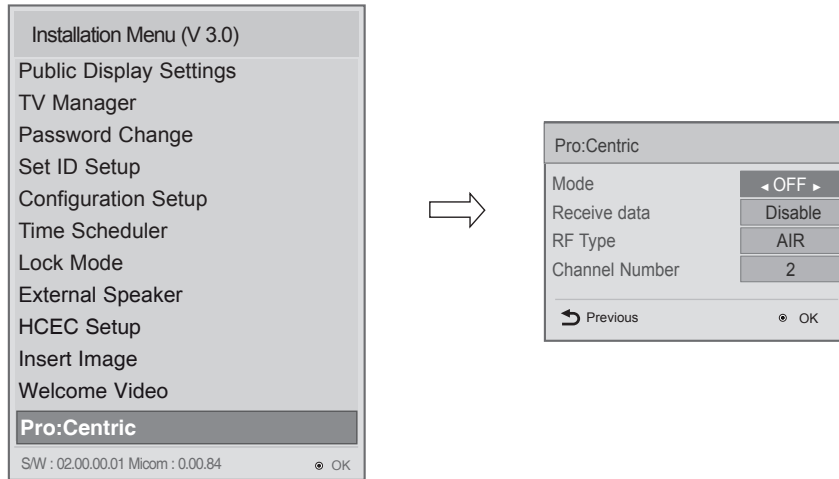 Installation Menu (V 3.0)
Public Display Settings
TV Manager
Password Change
Set ID Setup
Configuration Setup
Time Scheduler
Lock Mode
External Speaker
HCEC Setup
Insert Image
Welcome Video
Pro:Centric
S/W : 02.00.00.01 Micom : 0.00.84 ◉ OK
Pro:Centric
Mode ◂ OFF ▸
Receive data Disable
RF Type AIR
Channel Number 2
Previous ◉ OK